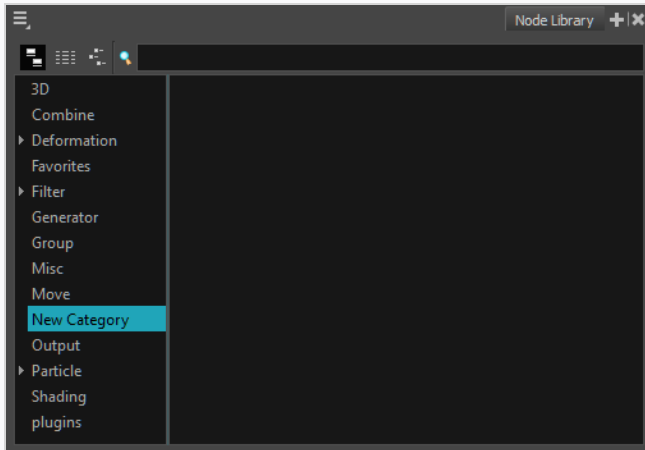 Node Library
3D
Combine
Deformation
Favorites
Filter
Generator
Group
Misc
Move
New Category
Output
Particle
Shading
plugins